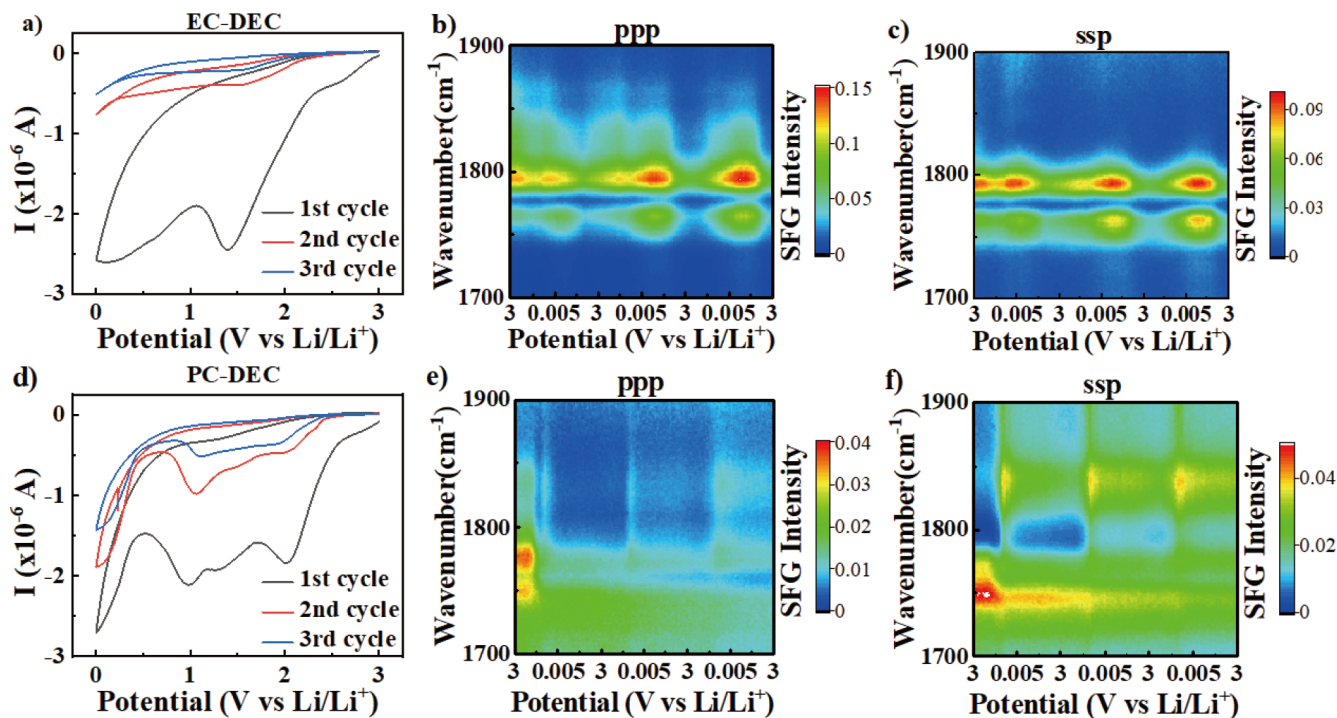 a) EC-DEC
0
-1
-2
-3
I (x10⁻⁶ A)
1st cycle
2nd cycle
3rd cycle
0 1 2 3
Potential (V vs Li/Li⁺)
b) ppp
1900
1800
1700
Wavenumber(cm⁻¹)
3 0.005 3 0.005 3 0.005 3
Potential (V vs Li/Li⁺)
0.15
0.10
0.05
0
SFG Intensity
c) ssp
1900
1800
1700
Wavenumber(cm⁻¹)
3 0.005 3 0.005 3 0.005 3
Potential (V vs Li/Li⁺)
0.09
0.06
0.03
0
SFG Intensity
d) PC-DEC
0
-1
-2
-3
I (x10⁻⁶ A)
1st cycle
2nd cycle
3rd cycle
0 1 2 3
Potential (V vs Li/Li⁺)
e) ppp
1900
1800
1700
Wavenumber(cm⁻¹)
3 0.005 3 0.005 3 0.005 3
Potential (V vs Li/Li⁺)
0.04
0.03
0.02
0.01
0
SFG Intensity
f) ssp
1900
1800
1700
Wavenumber(cm⁻¹)
3 0.005 3 0.005 3 0.005 3
Potential (V vs Li/Li⁺)
0.04
0.02
0
SFG Intensity